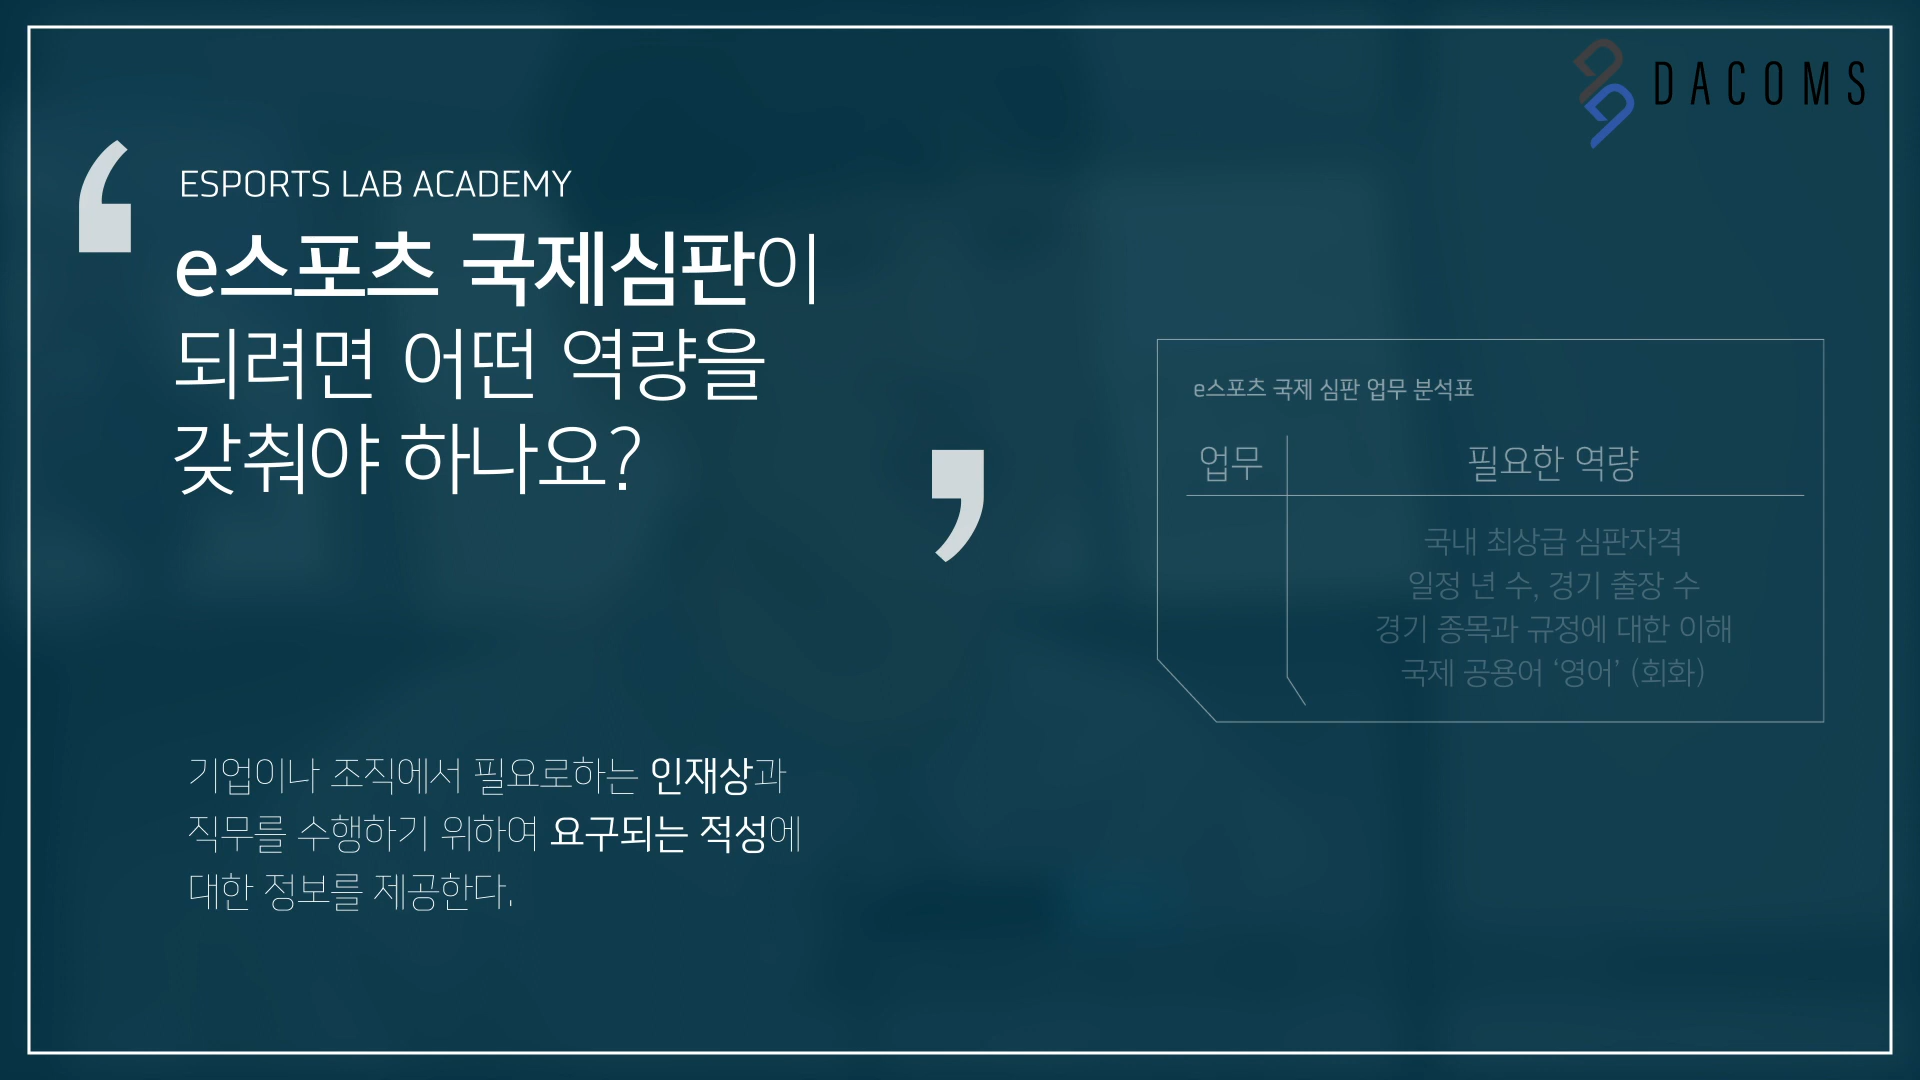 DACOMS
ESPORTS LAB ACADEMY
e스포츠 국제심판이
되려면 어떤 역량을
갖춰야 하나요?
기업이나 조직에서 필요로하는 인재상과
직무를 수행하기 위하여 요구되는 적성에
대한 정보를 제공한다.
e스포츠 국제 심판 업무 분석표
업무 필요한 역량
국내 최상급 심판자격
일정 년 수, 경기 출장 수
경기 종목과 규정에 대한 이해
국제 공용어 ‘영어’ (회화)